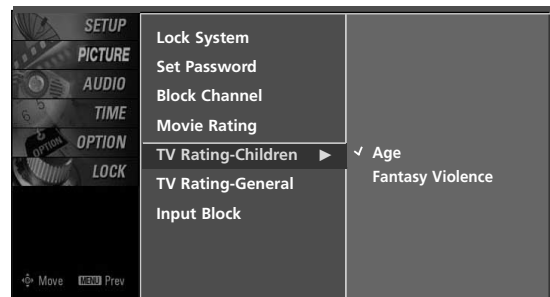 SETUP
PICTURE
AUDIO
TIME
OPTION
LOCK
Move MENU Prev
Lock System
Set Password
Block Channel
Movie Rating
TV Rating-Children
TV Rating-General
Input Block
Age
Fantasy Violence